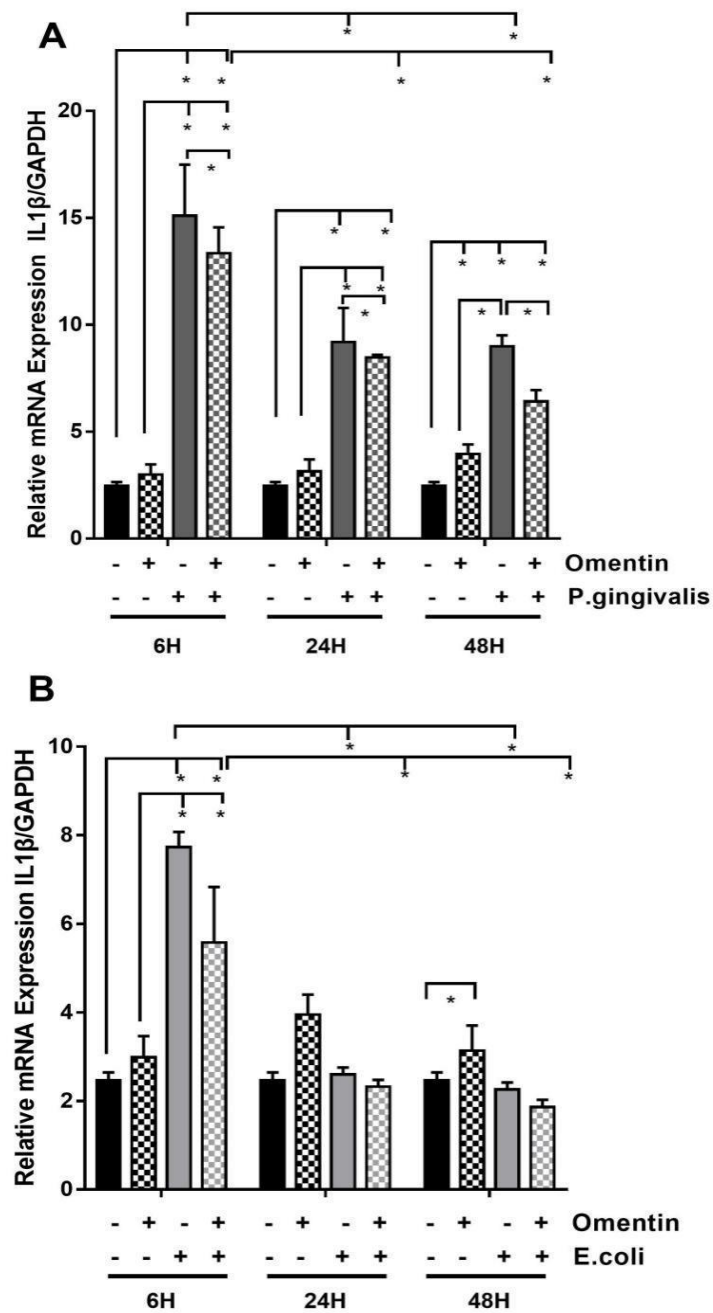 A
* *
* * * *
Relative mRNA Expression IL1β/GAPDH
20
* *
*
15
* *
* * *
* *
10
* *
*
5
0
- + - + - + - + - + - + Omentin
- - + + - - + + - - + + P.gingivalis
6H 24H 48H
B
* *
* * * *
Relative mRNA Expression IL1β/GAPDH
10
* *
8
6
*
4
2
0
- + - + - + - + - + - + Omentin
- - + + - - + + - - + + E.coli
6H 24H 48H